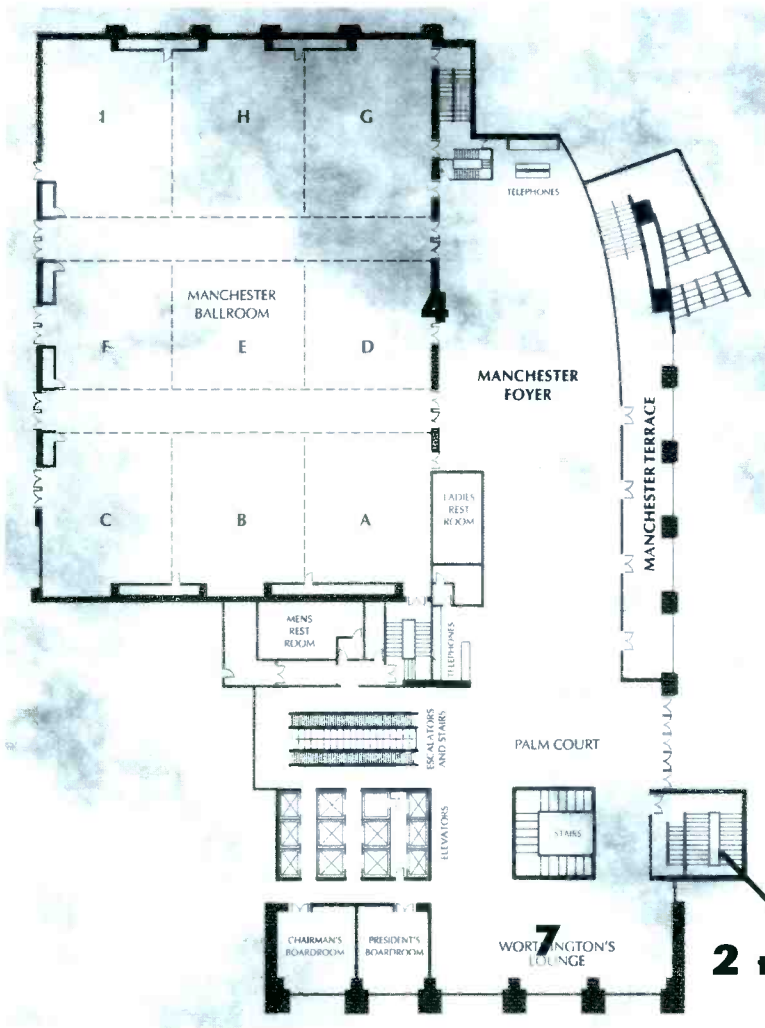 I
H
G
TELEPHONES
MANCHESTER
BALLROOM
F
E
D
4
MANCHESTER
FOYER
MANCHESTER TERRACE
C
B
A
LADIES
REST
ROOM
MENS
REST
ROOM
TELEPHONES
ESCALATORS
AND STAIRS
PALM COURT
ELEVATORS
STAIRS
CHAIRMAN'S
BOARDROOM
PRESIDENT'S
BOARDROOM
7
WORTHINGTON'S
LOUNGE
2